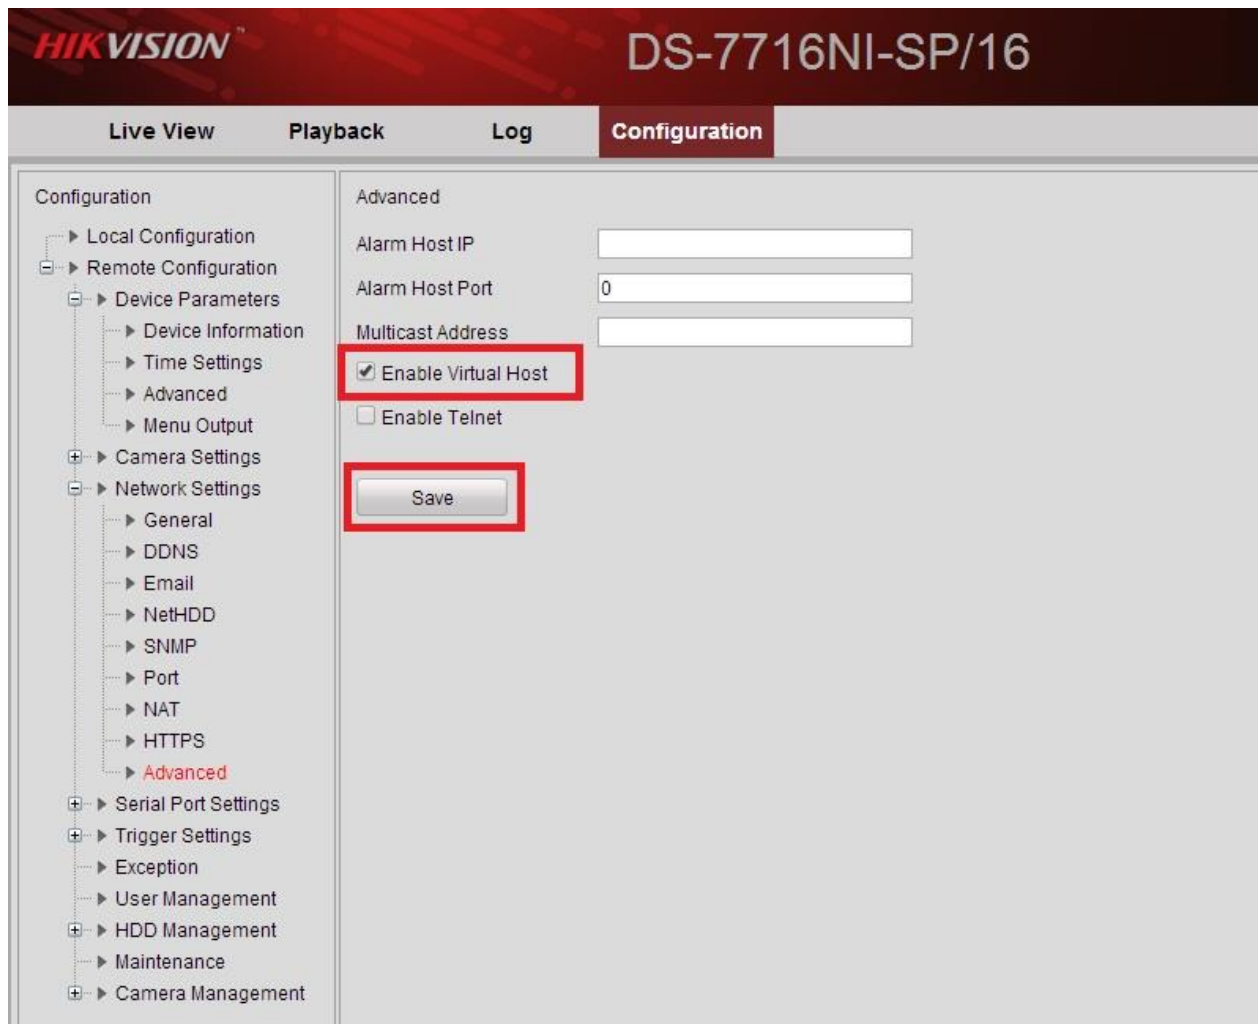 HIKVISION™
DS-7716NI-SP/16
Live View Playback Log Configuration
Configuration
Local Configuration
Remote Configuration
Device Parameters
Device Information
Time Settings
Advanced
Menu Output
Camera Settings
Network Settings
General
DDNS
Email
NetHDD
SNMP
Port
NAT
HTTPS
Advanced
Serial Port Settings
Trigger Settings
Exception
User Management
HDD Management
Maintenance
Camera Management
Advanced
Alarm Host IP
Alarm Host Port 0
Multicast Address
Enable Virtual Host
Enable Telnet
Save